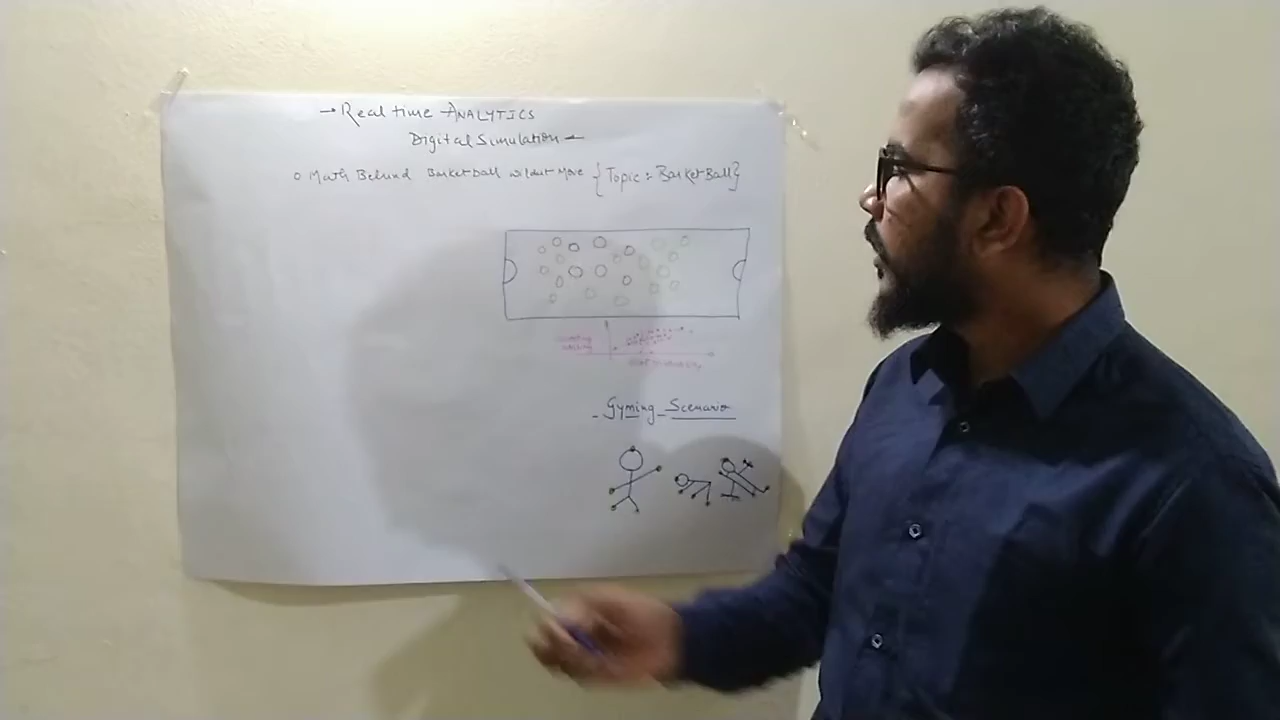 → Real time ANALYTICS
Digital Simulation ←
o Math Behind Basketball wildest Move { Topic : BasketBall }
- Gyming - Scenario